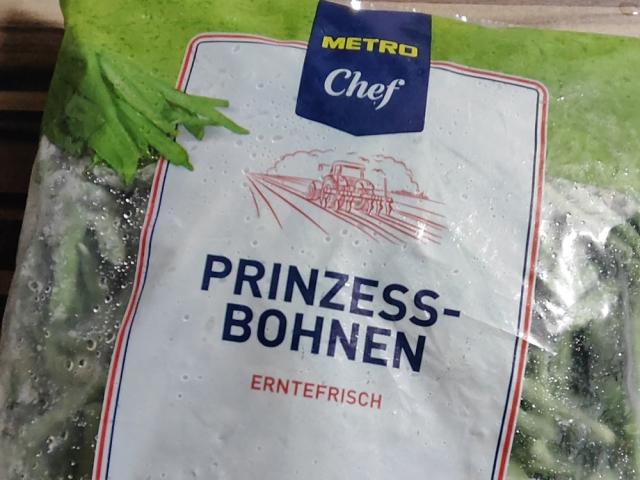 METRO
Chef
PRINZESS-
BOHNEN
ERNTEFRISCH